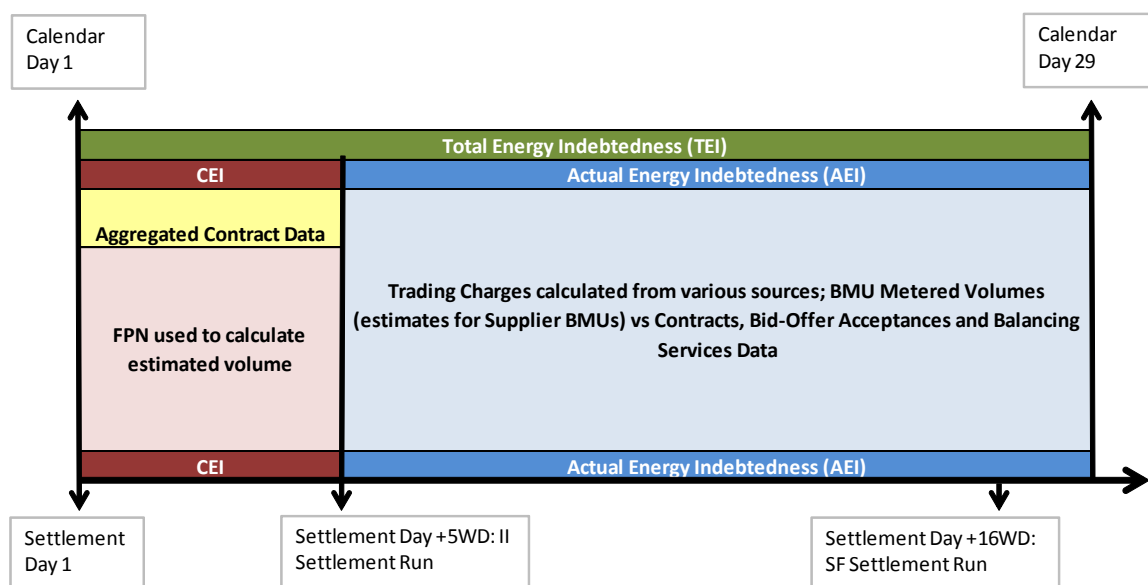 Calendar
Day 1
Calendar
Day 29
Total Energy Indebtedness (TEI)
CEI
Actual Energy Indebtedness (AEI)
Aggregated Contract Data
FPN used to calculate
estimated volume
Trading Charges calculated from various sources; BMU Metered Volumes
(estimates for Supplier BMUs) vs Contracts, Bid-Offer Acceptances and Balancing
Services Data
CEI
Actual Energy Indebtedness (AEI)
Settlement
Day 1
Settlement Day +5WD: II
Settlement Run
Settlement Day +16WD:
SF Settlement Run